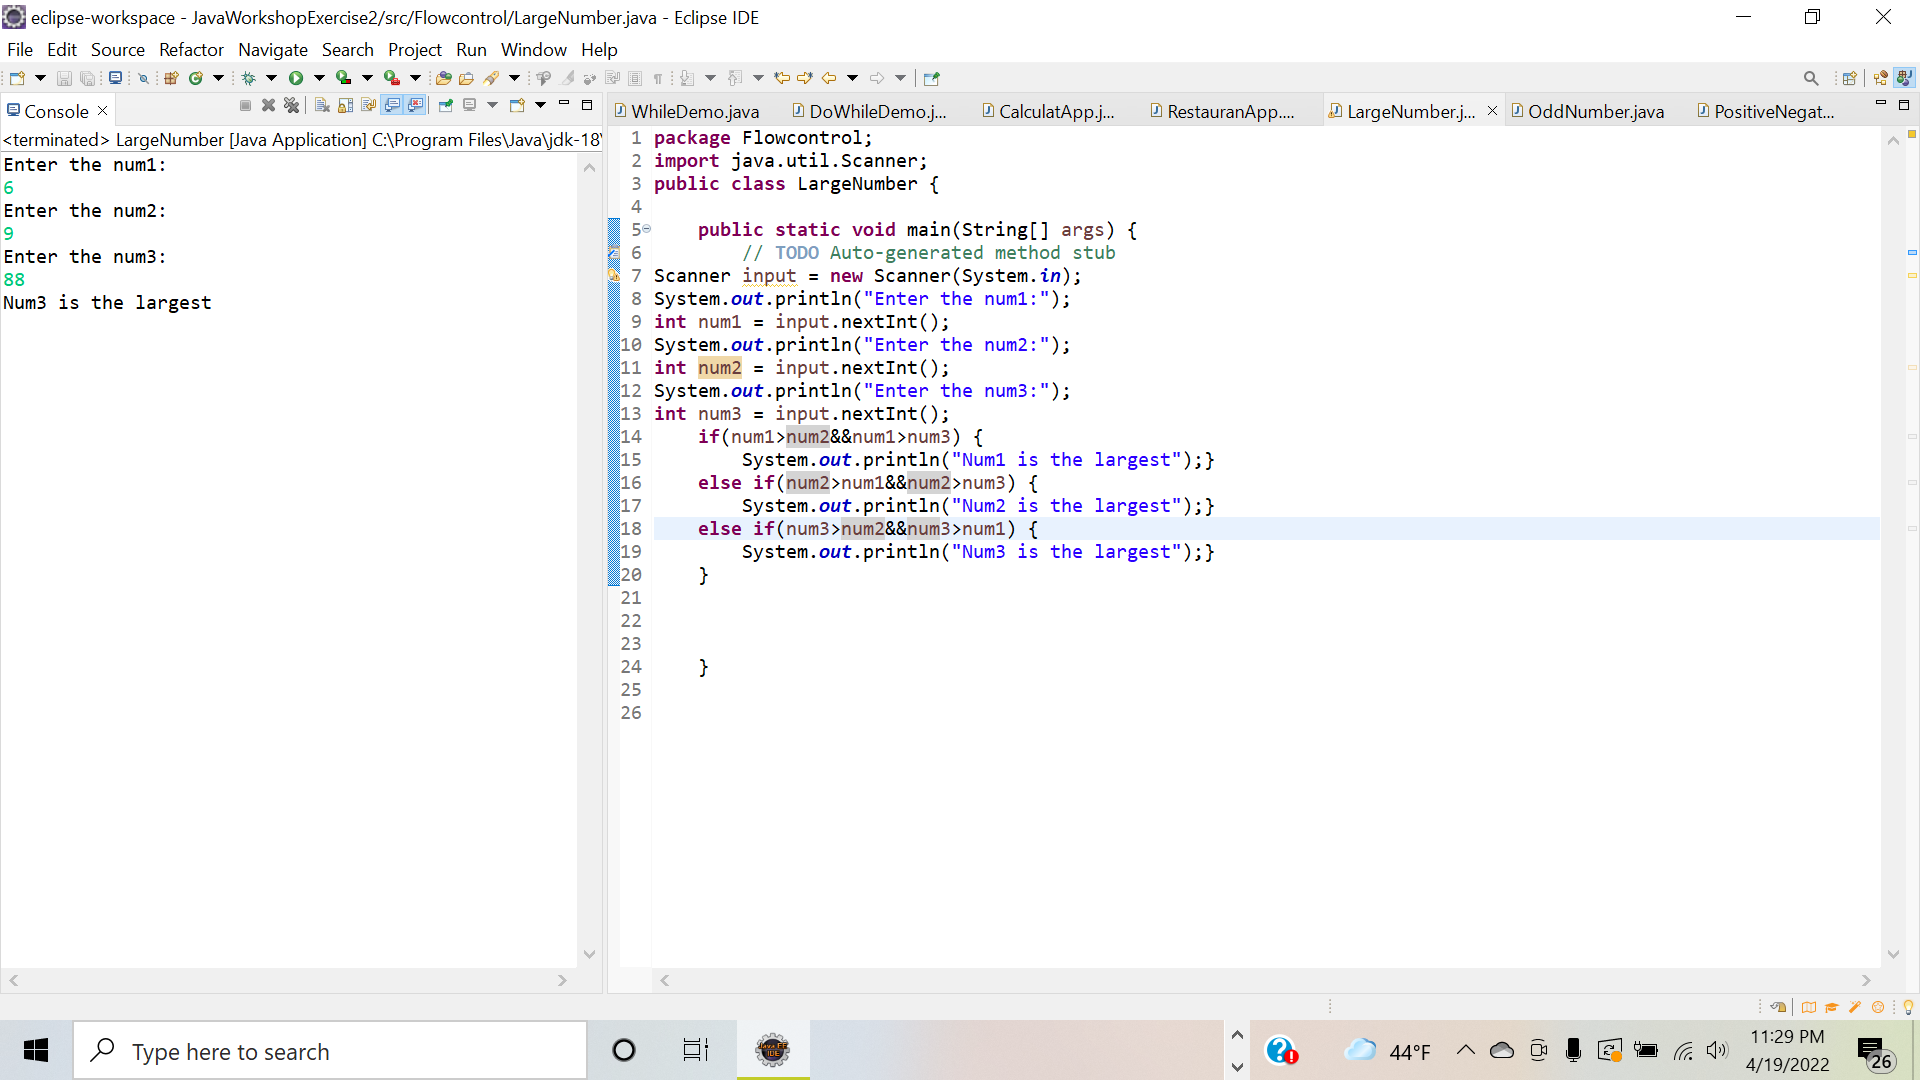 eclipse-workspace - JavaWorkshopExercise2/src/Flowcontrol/LargeNumber.java - Eclipse IDE
File Edit Source Refactor Navigate Search Project Run Window Help
Console
<terminated> LargeNumber [Java Application] C:\Program Files\Java\jdk-18\
Enter the num1:
6
Enter the num2:
9
Enter the num3:
88
Num3 is the largest
WhileDemo.java DoWhileDemo.j... CalculatApp.j... RestauranApp.... LargeNumber.j... OddNumber.java PositiveNegat...
1 package Flowcontrol;
2 import java.util.Scanner;
3 public class LargeNumber {
4
5 public static void main(String[] args) {
6 // TODO Auto-generated method stub
7 Scanner input = new Scanner(System.in);
8 System.out.println("Enter the num1:");
9 int num1 = input.nextInt();
10 System.out.println("Enter the num2:");
11 int num2 = input.nextInt();
12 System.out.println("Enter the num3:");
13 int num3 = input.nextInt();
14 if(num1>num2&&num1>num3) {
15 System.out.println("Num1 is the largest");}
16 else if(num2>num1&&num2>num3) {
17 System.out.println("Num2 is the largest");}
18 else if(num3>num2&&num3>num1) {
19 System.out.println("Num3 is the largest");}
20 }
21
22
23
24 }
25
26
Type here to search
Java EE
IDE
44°F
11:29 PM
4/19/2022
26